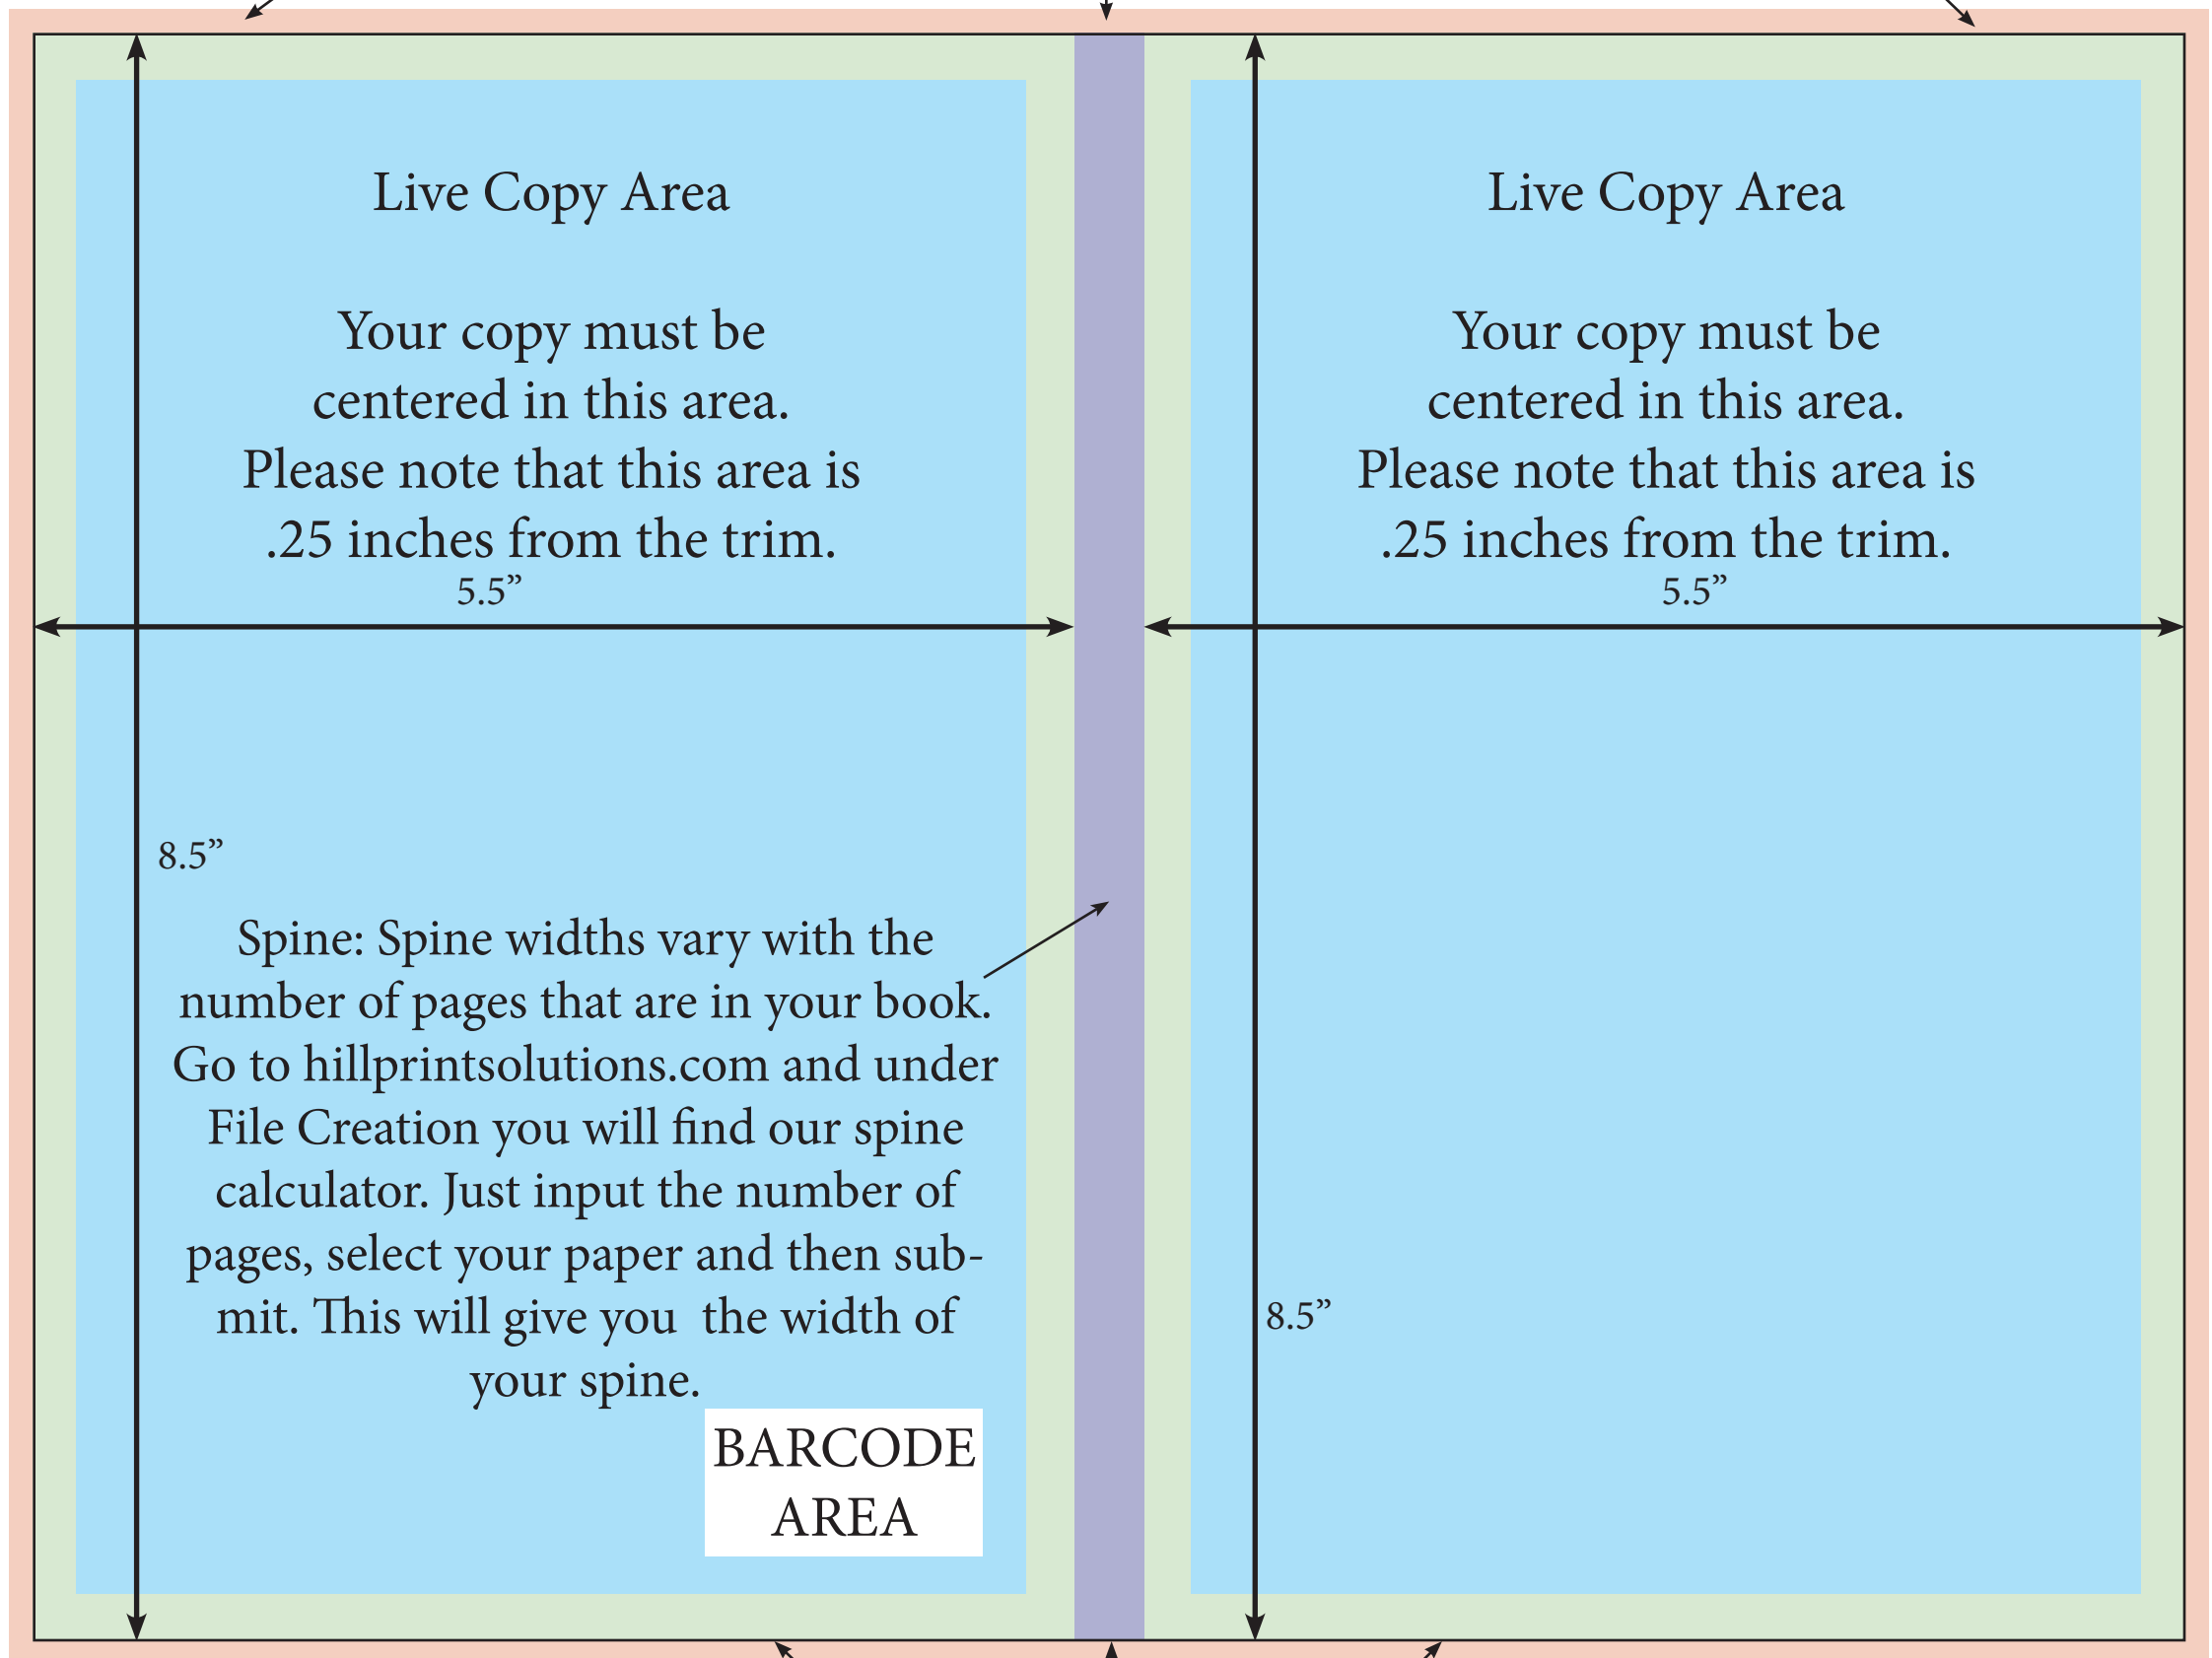 Live Copy Area
Your copy must be
centered in this area.
Please note that this area is
.25 inches from the trim.
5.5”
8.5”
Spine: Spine widths vary with the
number of pages that are in your book.
Go to hillprintsolutions.com and under
File Creation you will find our spine
calculator. Just input the number of
pages, select your paper and then sub-
mit. This will give you  the width of
your spine.
BARCODE
AREA
Live Copy Area
Your copy must be
centered in this area.
Please note that this area is
.25 inches from the trim.
5.5”
8.5”